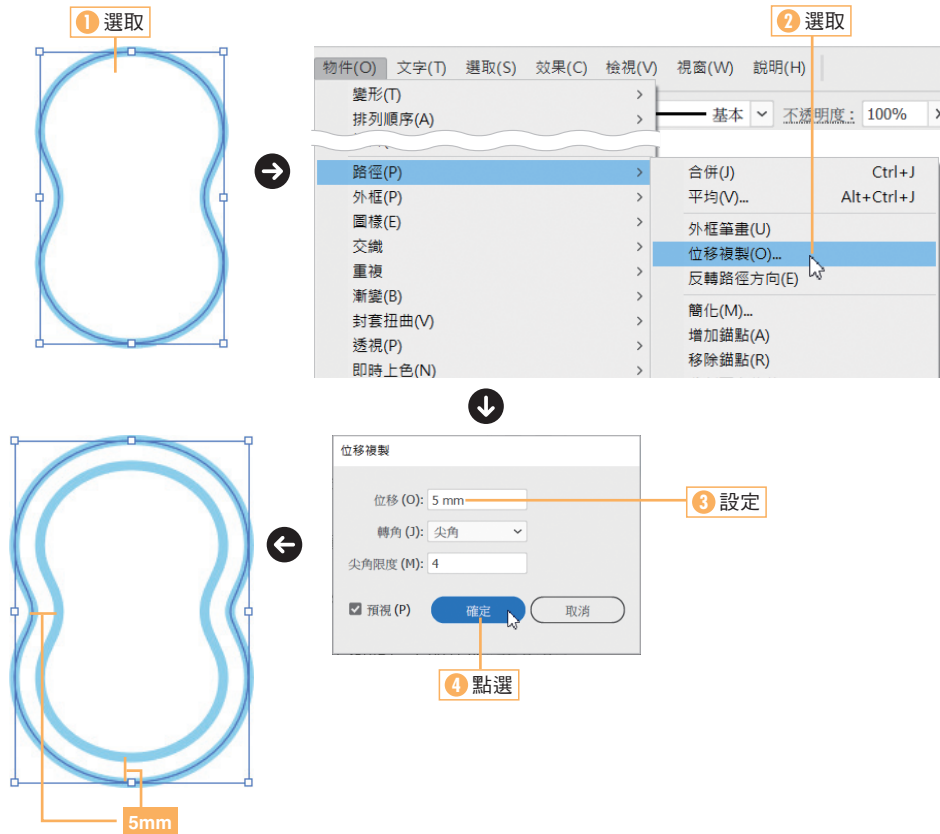 1 選取
2 選取
物件(O) 文字(T) 選取(S) 效果(C) 檢視(V) 視窗(W) 說明(H)
變形(T) >
排列順序(A) >
基本 不透明度: 100% >
路徑(P) >
外框(P) >
圖樣(E) >
交織 >
重複 >
漸變(B) >
封套扭曲(V) >
透視(P) >
即時上色(N) >
合併(J) Ctrl+J
平均(V)... Alt+Ctrl+J
外框筆畫(U)
位移複製(O)...
反轉路徑方向(E)
簡化(M)...
增加錨點(A)
移除錨點(R)
位移複製
位移(O): 5 mm
3 設定
轉角(J): 尖角
尖角限度(M): 4
預視(P) 確定 取消
4 點選
5mm